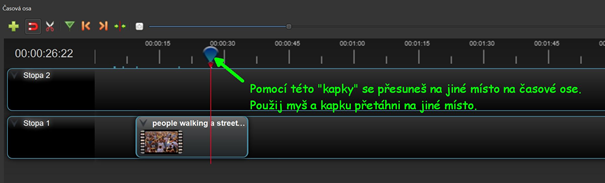 Časová osa
00:00:26:22
00:00:15 00:00:30 00:00:45 00:01:00 00:01:15 00:01:30 00:01:45
Stopa 2
Pomocí této "kapky" se přesuneš na jiné místo na časové ose.
Použij myš a kapku přetáhni na jiné místo.
Stopa 1
people walking a street...